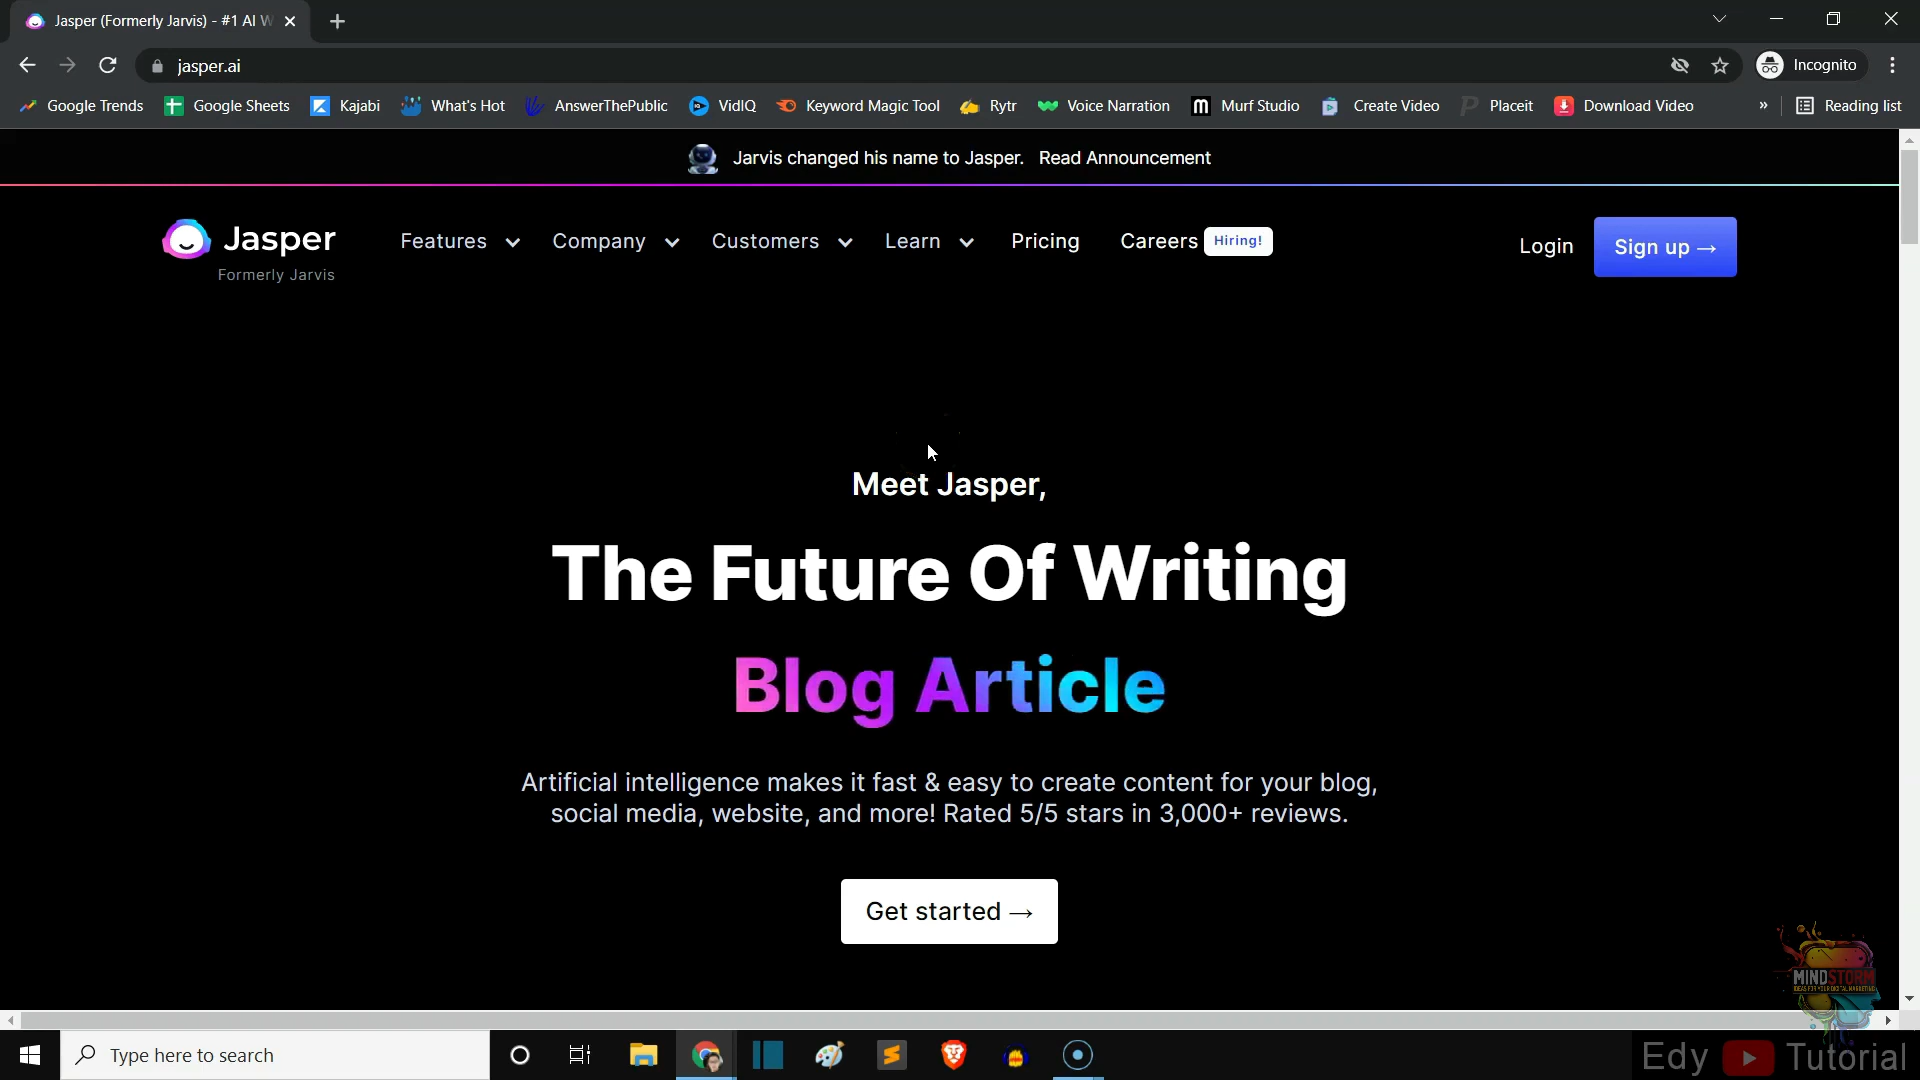 Jasper (Formerly Jarvis) - #1 AI W
jasper.ai
Incognito
Google Trends Google Sheets Kajabi What's Hot AnswerThePublic VidIQ Keyword Magic Tool Rytr Voice Narration Murf Studio Create Video Placeit Download Video » Reading list
Jarvis changed his name to Jasper. Read Announcement
Jasper
Formerly Jarvis
Features Company Customers Learn Pricing Careers Hiring! Login Sign up →
Meet Jasper,
The Future Of Writing
Blog Article
Artificial intelligence makes it fast & easy to create content for your blog,
social media, website, and more! Rated 5/5 stars in 3,000+ reviews.
Get started →
MINDSTORM
IDEAS FOR YOUR DIGITAL MARKETING
Type here to search
Edy Tutorial